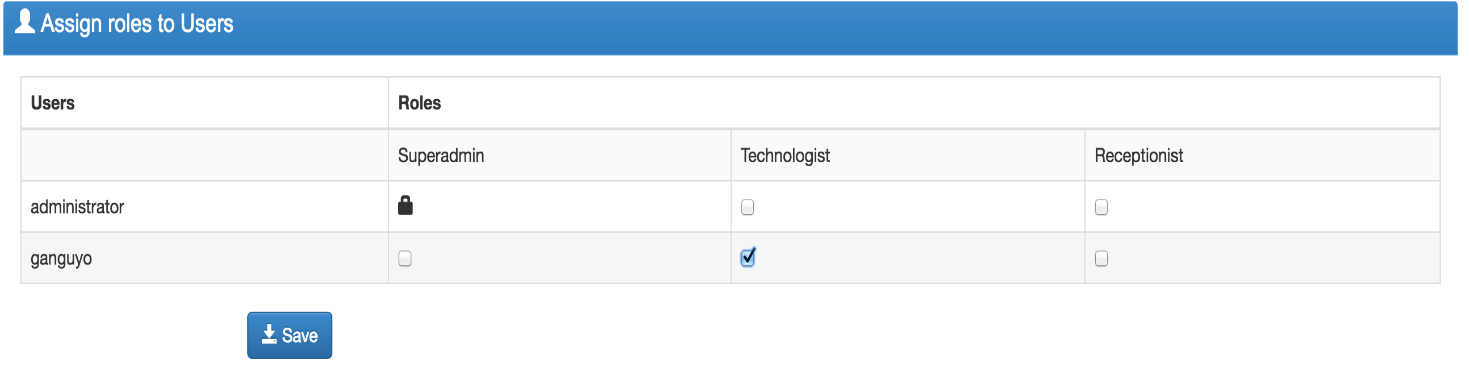 Assign roles to Users
Users Roles
Superadmin Technologist Receptionist
administrator
ganguyo
Save